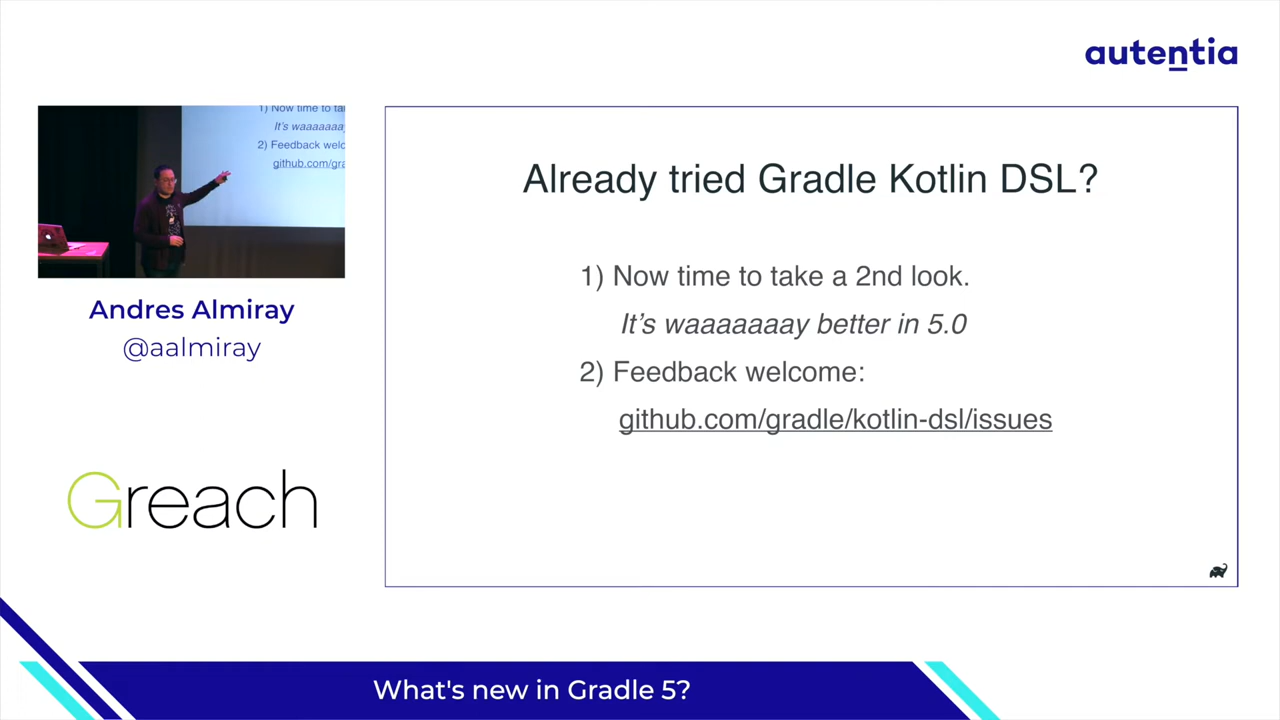 autentia
1) Now time to ta
It's waaaaaay
2) Feedback welc
github.com/gra
Andres Almiray
@aalmiray
Greach
Already tried Gradle Kotlin DSL?
1) Now time to take a 2nd look.
It's waaaaaaay better in 5.0
2) Feedback welcome:
github.com/gradle/kotlin-dsl/issues
What's new in Gradle 5?